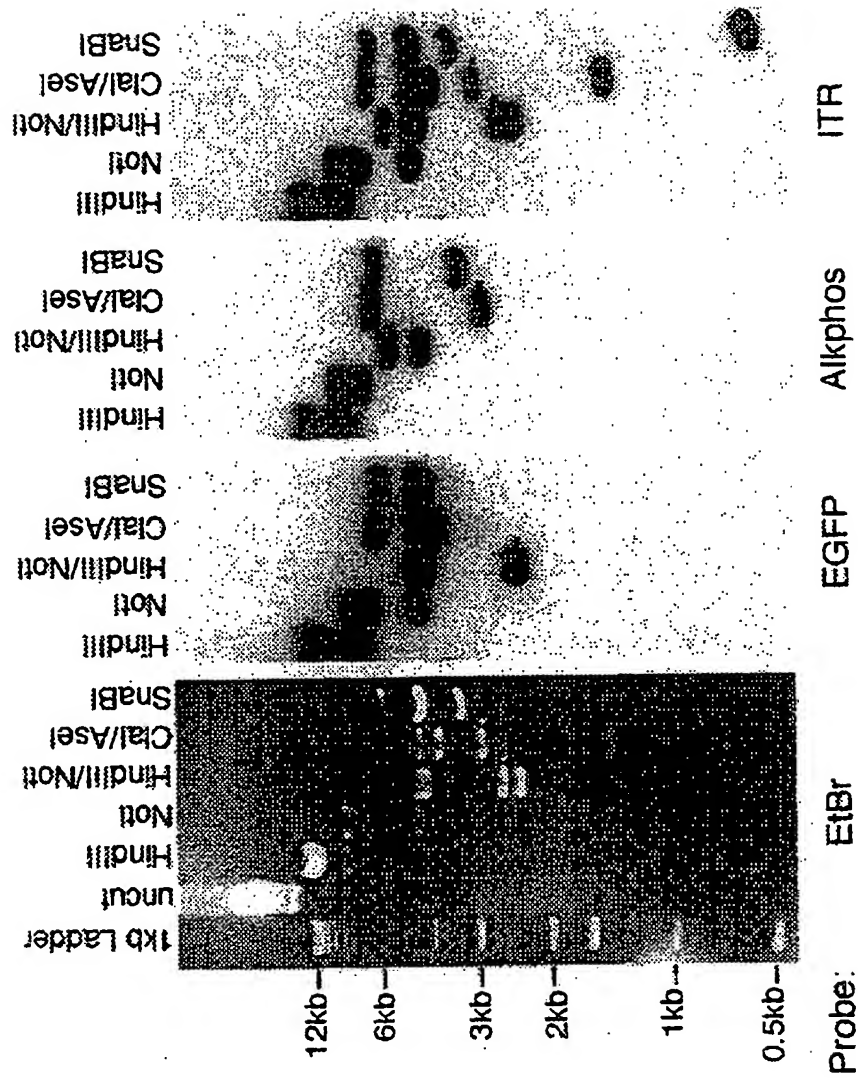 1kb Ladder
uncut
HindIII
NotI
HindIII/NotI
ClaI/AseI
SnaBI
HindIII
NotI
HindIII/NotI
ClaI/AseI
SnaBI
HindIII
NotI
HindIII/NotI
ClaI/AseI
SnaBI
HindIII
NotI
HindIII/NotI
ClaI/AseI
SnaBI
12kb
6kb
3kb
2kb
1kb
0.5kb
Probe: EtBr EGFP Alkphos ITR